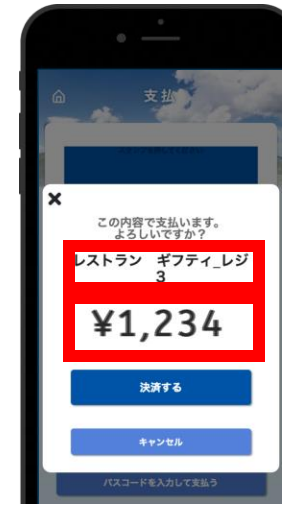 支払
この内容で支払います。
よろしいですか？
レストラン　ギフティ_レジ
3
¥1,234
決済する
キャンセル
パスコードを入力して支払う